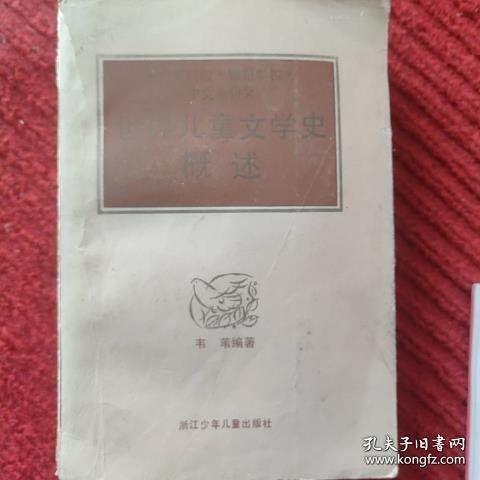 世界儿童文学史
概述
韦 苇编著
浙江少年儿童出版社
孔夫子旧书网
www.kongfz.com